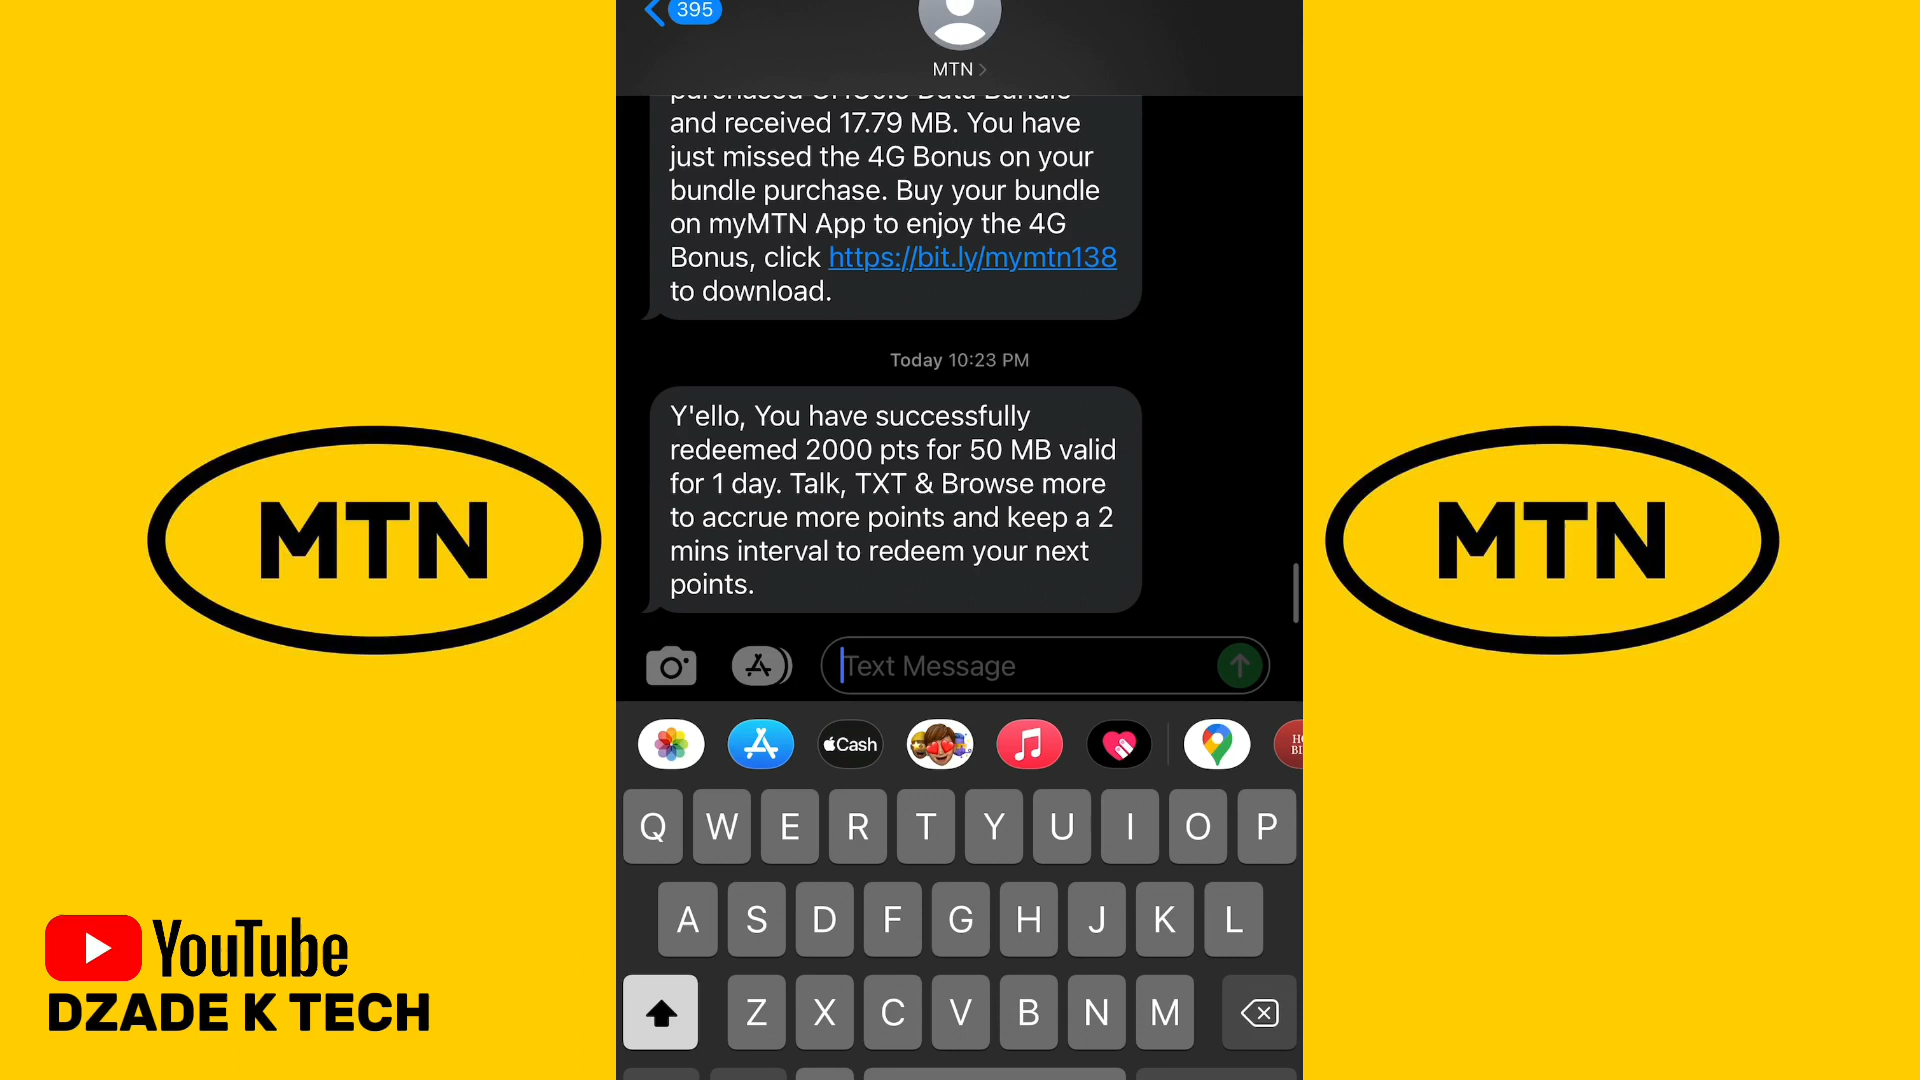 395
MTN
and received 17.79 MB. You have
just missed the 4G Bonus on your
bundle purchase. Buy your bundle
on myMTN App to enjoy the 4G
Bonus, click https://bit.ly/mymtn138
to download.
Today 10:23 PM
Y'ello, You have successfully
redeemed 2000 pts for 50 MB valid
for 1 day. Talk, TXT & Browse more
to accrue more points and keep a 2
mins interval to redeem your next
points.
MTN
MTN
Text Message
Cash
Q W E R T Y U I O P
A S D F G H J K L
Z X C V B N M
YouTube
DZADE K TECH